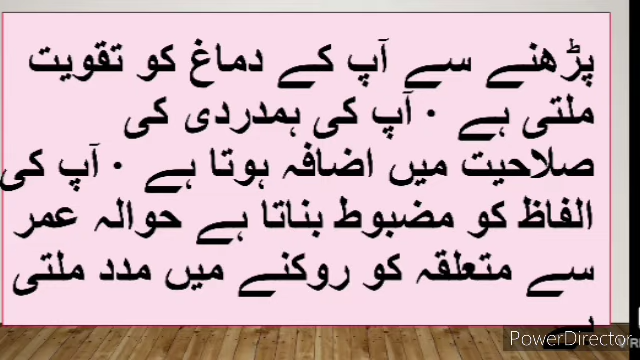 پڑھنے سے آپ کے دماغ کو تقویت
ملتی ہے • آپ کی ہمدردی کی
صلاحیت میں اضافہ ہوتا ہے • آپ کی
الفاظ کو مضبوط بناتا ہے حوالہ عمر
سے متعلقہ کو روکنے میں مدد ملتی
ہے
PowerDirector